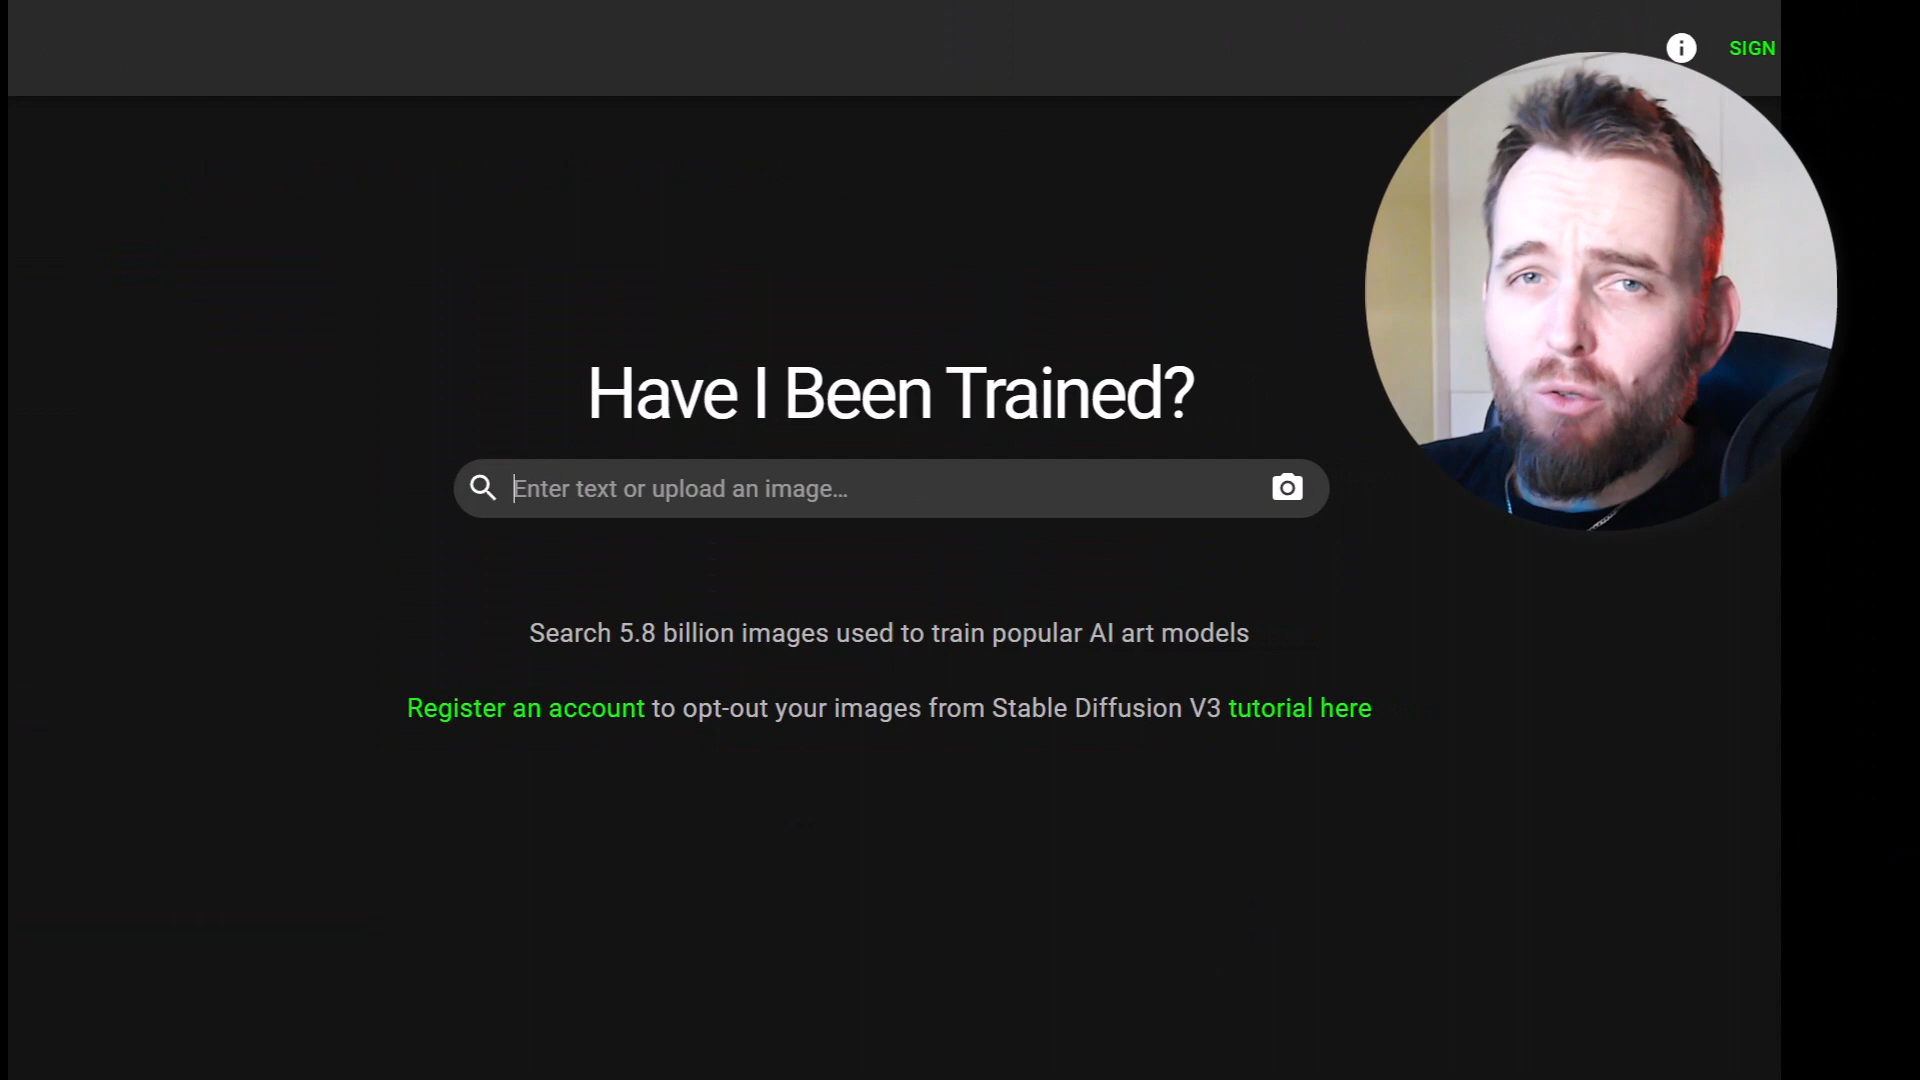 SIGN
Have I Been Trained?
Enter text or upload an image...
Search 5.8 billion images used to train popular AI art models
Register an account to opt-out your images from Stable Diffusion V3 tutorial here